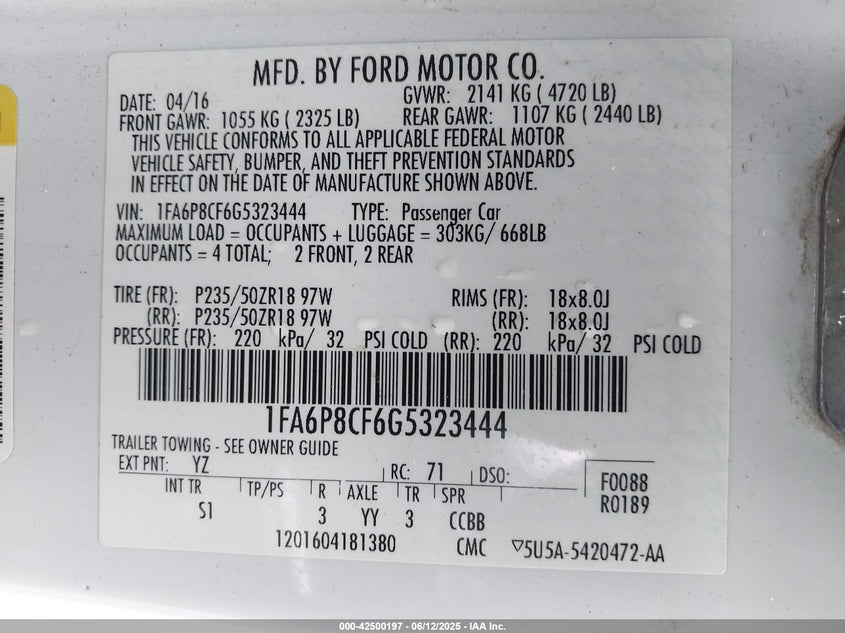 MFD. BY FORD MOTOR CO.
DATE: 04/16 GVWR: 2141 KG ( 4720 LB)
FRONT GAWR: 1055 KG ( 2325 LB) REAR GAWR: 1107 KG ( 2440 LB)
THIS VEHICLE CONFORMS TO ALL APPLICABLE FEDERAL MOTOR
VEHICLE SAFETY, BUMPER, AND THEFT PREVENTION STANDARDS
IN EFFECT ON THE DATE OF MANUFACTURE SHOWN ABOVE.
VIN: 1FA6P8CF6G5323444 TYPE: Passenger Car
MAXIMUM LOAD = OCCUPANTS + LUGGAGE = 303KG/ 668LB
OCCUPANTS = 4 TOTAL; 2 FRONT, 2 REAR
TIRE (FR): P235/50ZR18 97W RIMS (FR): 18x8.0J
(RR): P235/50ZR18 97W (RR): 18x8.0J
PRESSURE (FR): 220 kPa/ 32 PSI COLD (RR): 220 kPa/ 32 PSI COLD
1FA6P8CF6G5323444
TRAILER TOWING - SEE OWNER GUIDE
EXT PNT: YZ RC: 71 DSO: F0088
INT TR TP/PS R AXLE TR SPR R0189
S1 3 YY 3 CCBB
1201604181380 CMC ▽5U5A-5420472-AA
000-42500197 - 06/12/2025 - IAA Inc.